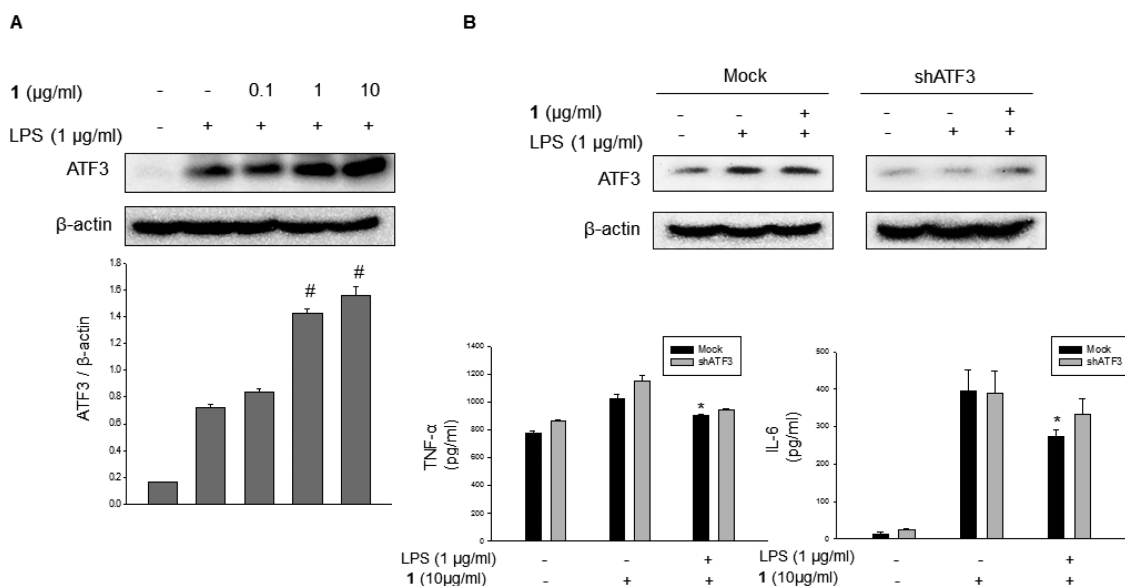 A
1 (μg/ml) - - 0.1 1 10
LPS (1 μg/ml) - + + + +
ATF3
β-actin
1.8
1.6
1.4
1.2
1.0
0.8
0.6
0.4
0.2
0.0
ATF3 / β-actin
# #
B
Mock shATF3
1 (μg/ml) - - + - - +
LPS (1 μg/ml) - + + - + +
ATF3
β-actin
Mock
shATF3
1400
1200
1000
800
600
400
200
0
TNF-α
(pg/ml)
*
LPS (1 μg/ml) +
1 (10μg/ml) - + +
Mock
shATF3
500
400
300
200
100
0
IL-6
(pg/ml)
*
LPS (1 μg/ml) +
1 (10μg/ml) - + +